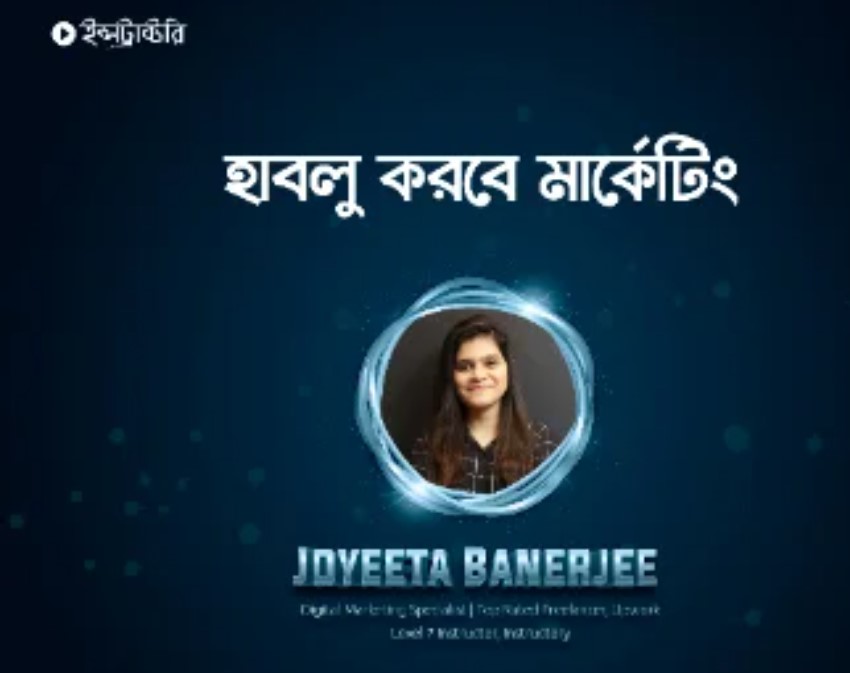 ইন্সট্রাক্টরি
হাবলু করবে মার্কেটিং
JOYEETA BANERJEE
Digital Marketing Specialist | Top Rated Freelancer, Upwork
Level 7 Instructor, Instructory